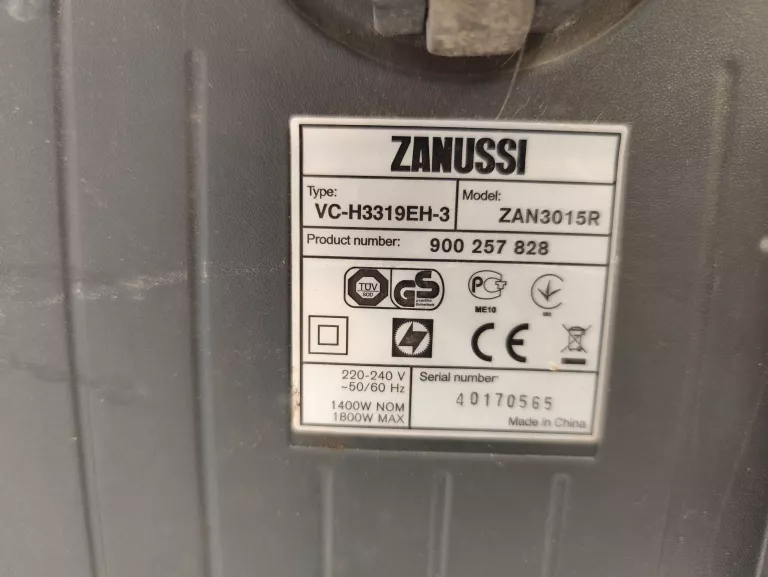 ZANUSSI
Type:
VC-H3319EH-3
Model:
ZAN3015R
Product number: 900 257 828
TÜV
SÜD
GS
ME10
220-240 V
~50/60 Hz
1400W NOM
1800W MAX
Serial number
40170565
Made in China